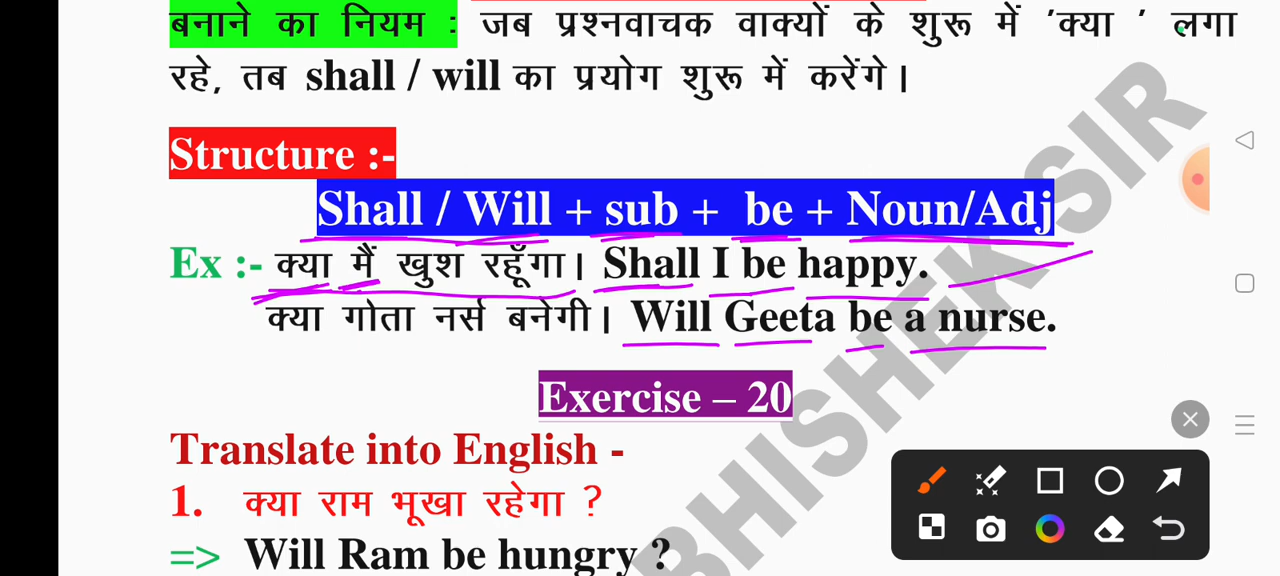 बनाने का नियम : जब प्रश्नवाचक वाक्यों के शुरू में 'क्या ' लगा
रहे, तब shall / will का प्रयोग शुरू में करेंगे।
Structure :-
Shall / Will + sub + be + Noun/Adj
Ex :- क्या मैं खुश रहूँगा। Shall I be happy.
क्या गोता नर्स बनेगी। Will Geeta be a nurse.
Exercise – 20
Translate into English -
1. क्या राम भूखा रहेगा ?
=> Will Ram be hungry ?
BHISHEK SIR